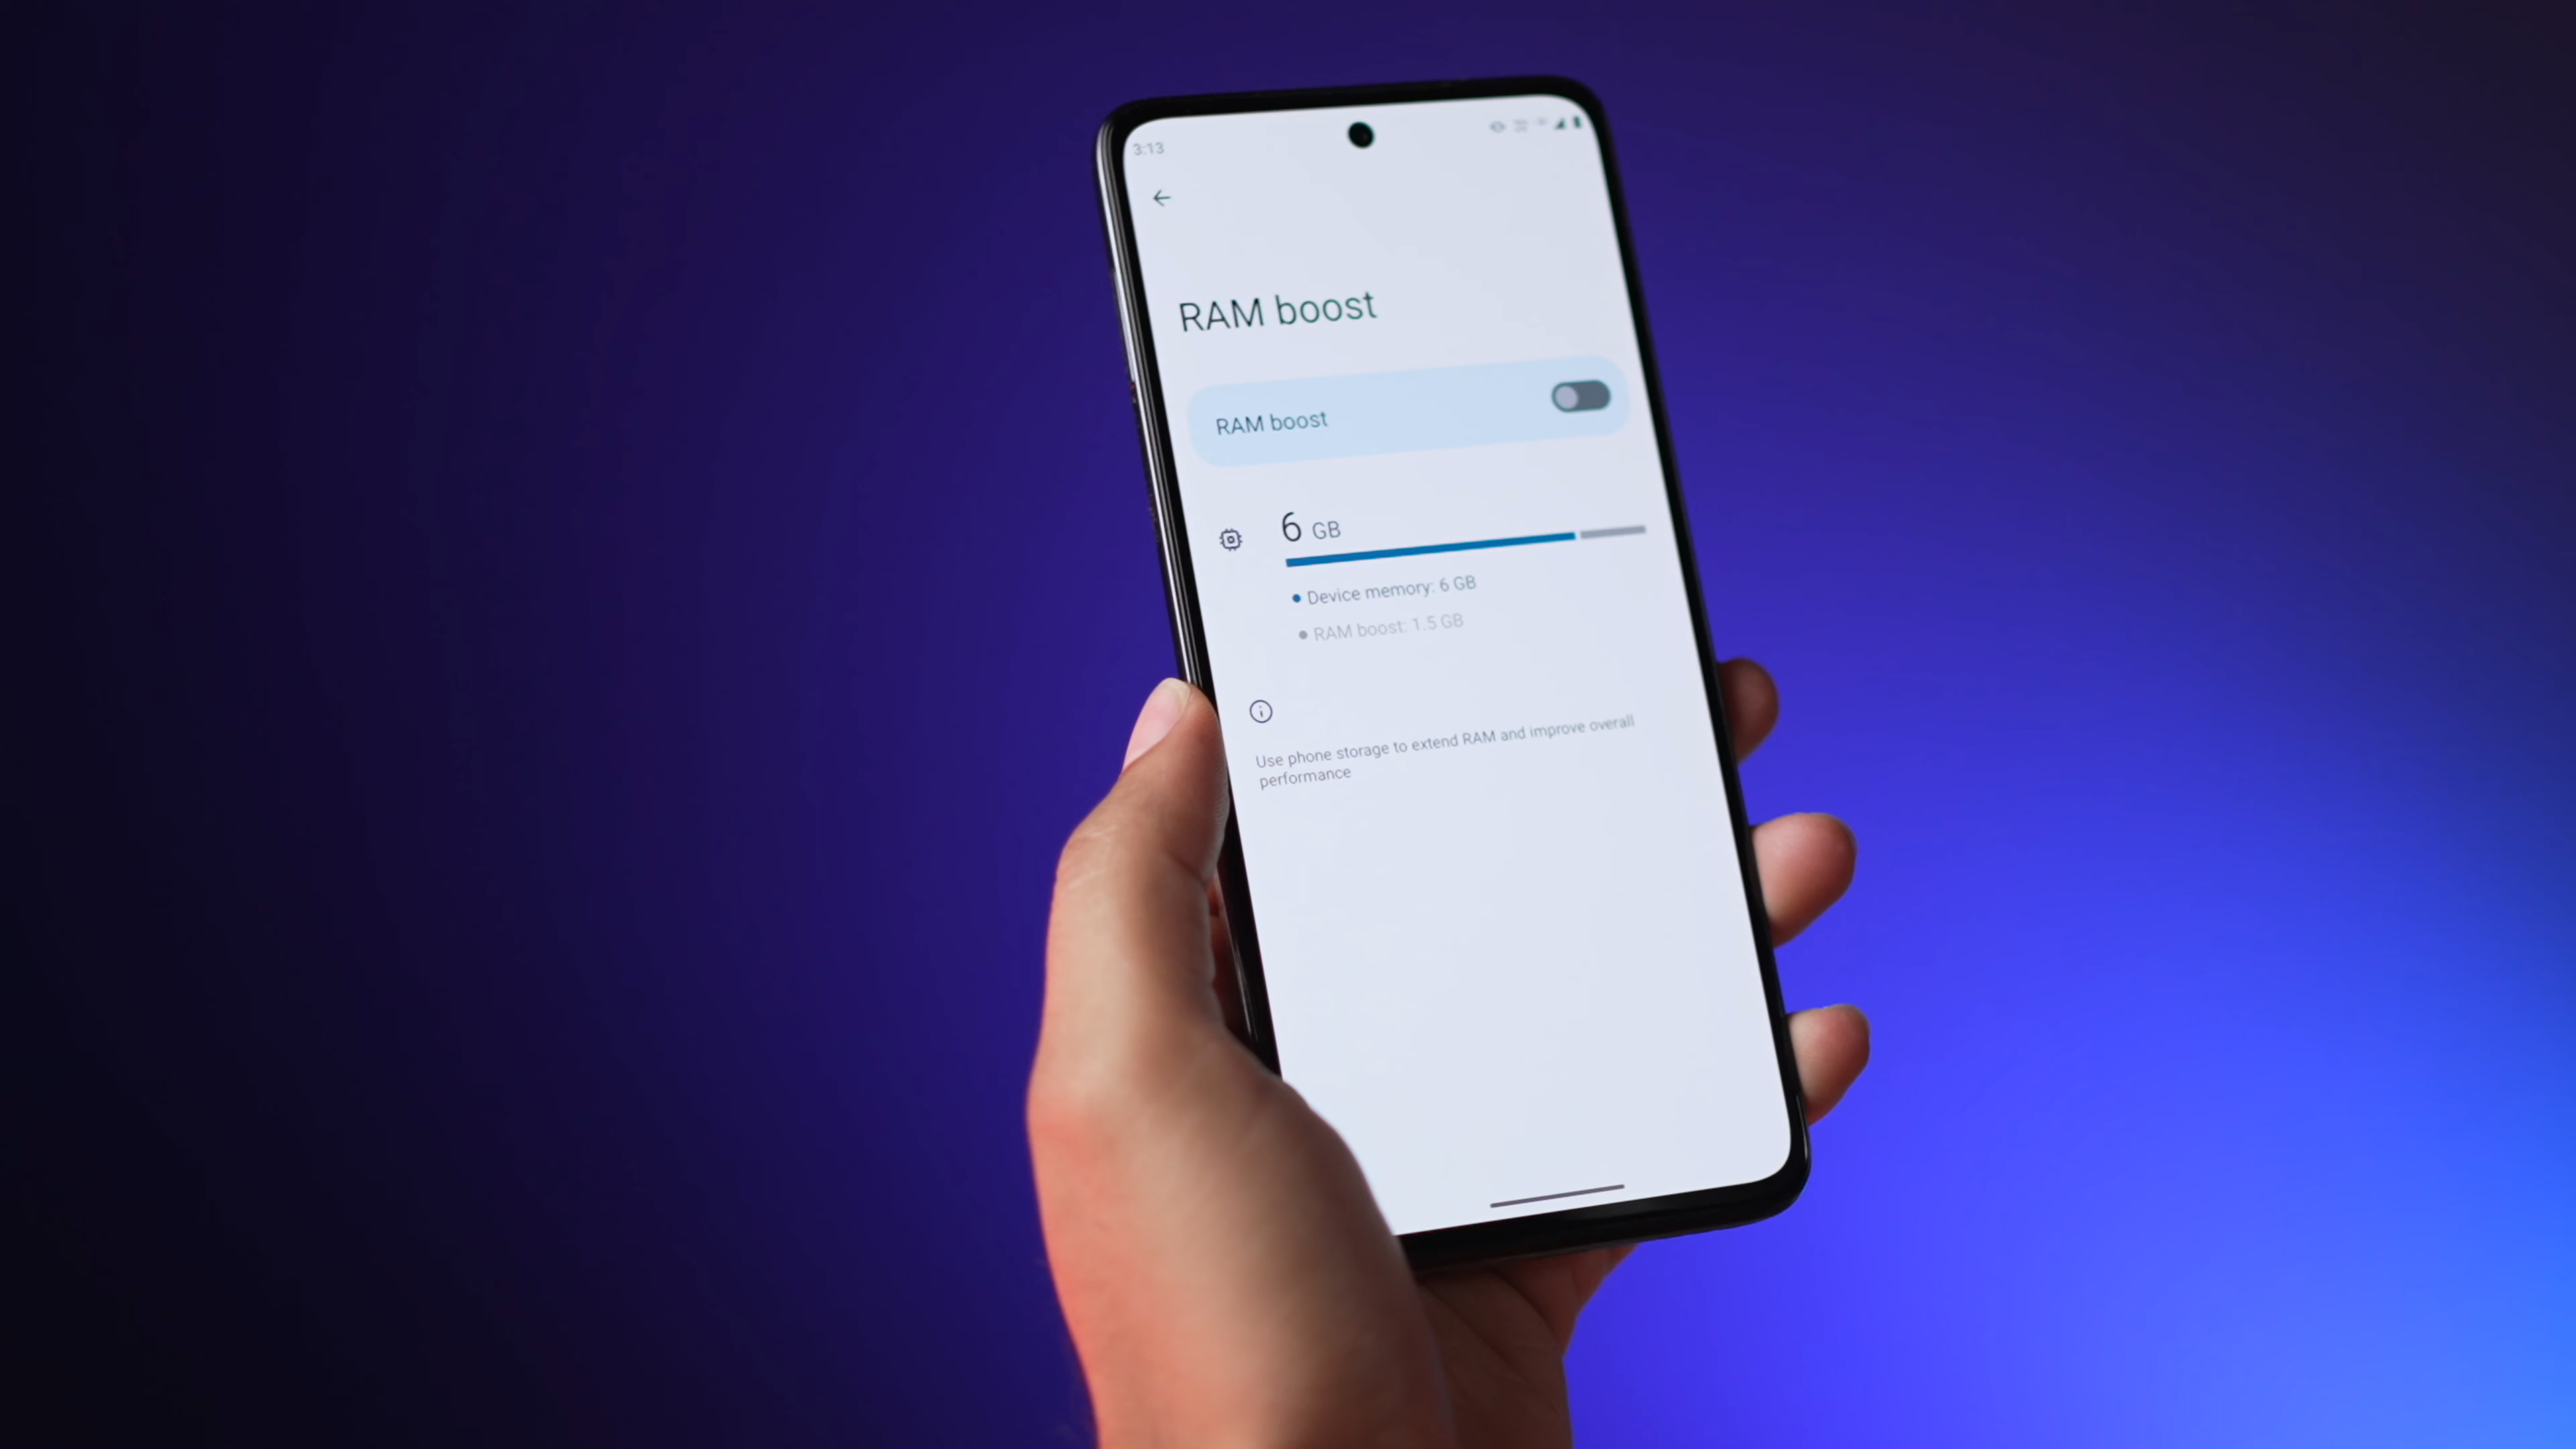 3:13
RAM boost
RAM boost
6 GB
Device memory: 6 GB
RAM boost: 1.5 GB
Use phone storage to extend RAM and improve overall
performance